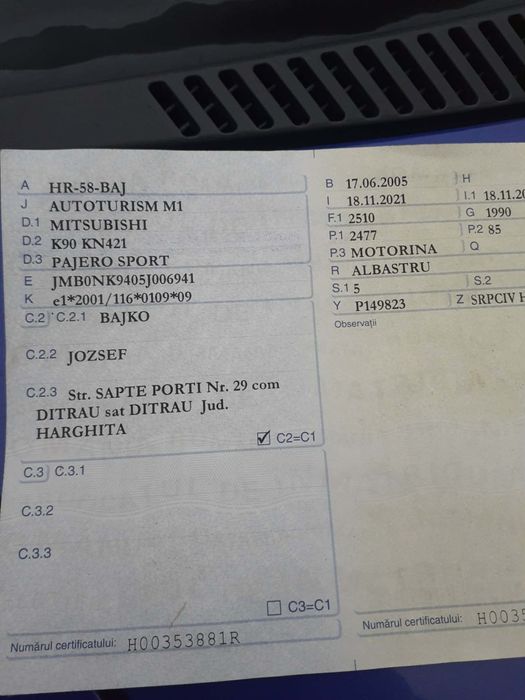 A HR-58-BAJ
J AUTOTURISM M1
D.1 MITSUBISHI
D.2 K90 KN421
D.3 PAJERO SPORT
E JMB0NK9405J006941
K e1*2001/116*0109*09
C.2 C.2.1 BAJKO
C.2.2 JOZSEF
C.2.3 Str. SAPTE PORTI Nr. 29 com
DITRAU sat DITRAU Jud.
HARGHITA
C2=C1
C.3 C.3.1
C.3.2
C.3.3
C3=C1
Numărul certificatului: H00353881R
B 17.06.2005 H
I 18.11.2021 I.1 18.11.20
F.1 2510 G 1990
P.1 2477 P.2 85
P.3 MOTORINA Q
R ALBASTRU
S.1 5 S.2
Y P149823 Z SRPCIV H
Observații
Numărul certificatului: H0035